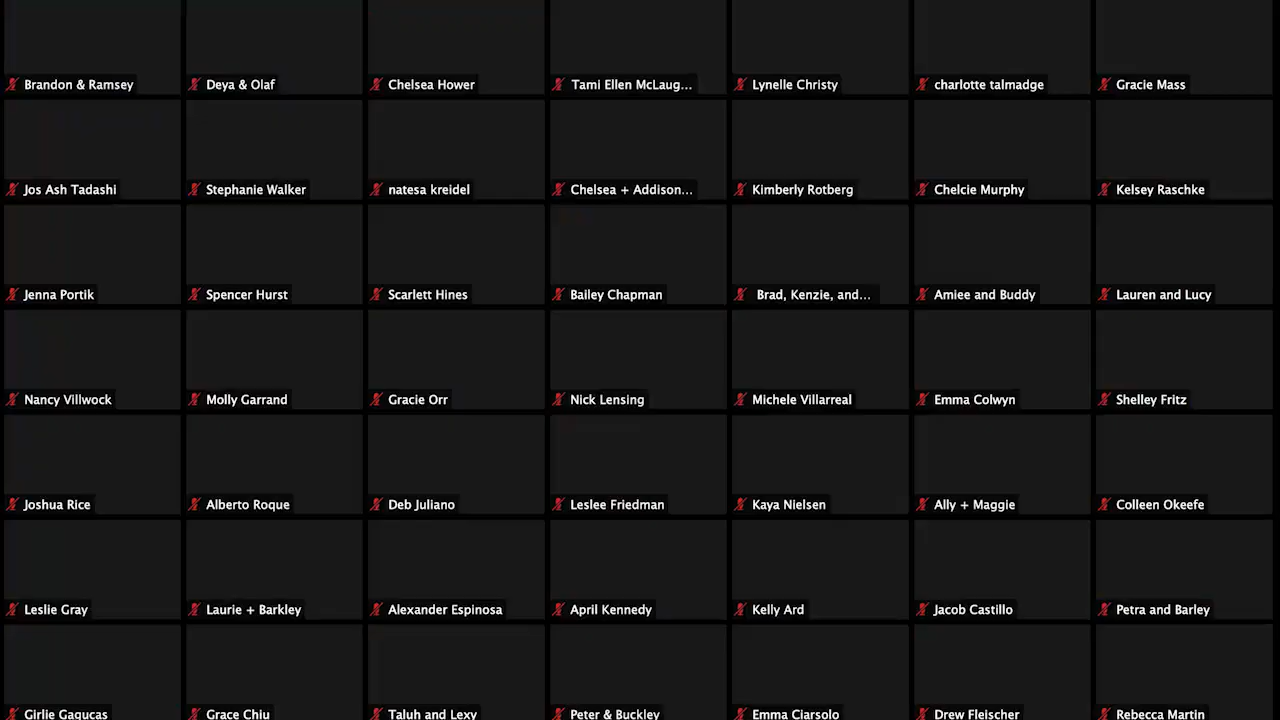 Brandon & Ramsey
Deya & Olaf
Chelsea Hower
Tami Ellen McLaug...
Lynelle Christy
charlotte talmadge
Gracie Mass
Jos Ash Tadashi
Stephanie Walker
natesa kreidel
Chelsea + Addison...
Kimberly Rotberg
Chelcie Murphy
Kelsey Raschke
Jenna Portik
Spencer Hurst
Scarlett Hines
Bailey Chapman
Brad, Kenzie, and...
Amiee and Buddy
Lauren and Lucy
Nancy Villwock
Molly Garrand
Gracie Orr
Nick Lensing
Michele Villarreal
Emma Colwyn
Shelley Fritz
Joshua Rice
Alberto Roque
Deb Juliano
Leslee Friedman
Kaya Nielsen
Ally + Maggie
Colleen Okeefe
Leslie Gray
Laurie + Barkley
Alexander Espinosa
April Kennedy
Kelly Ard
Jacob Castillo
Petra and Barley
Girlie Gagucas
Grace Chiu
Taluh and Lexy
Peter & Buckley
Emma Ciarsolo
Drew Fleischer
Rebecca Martin